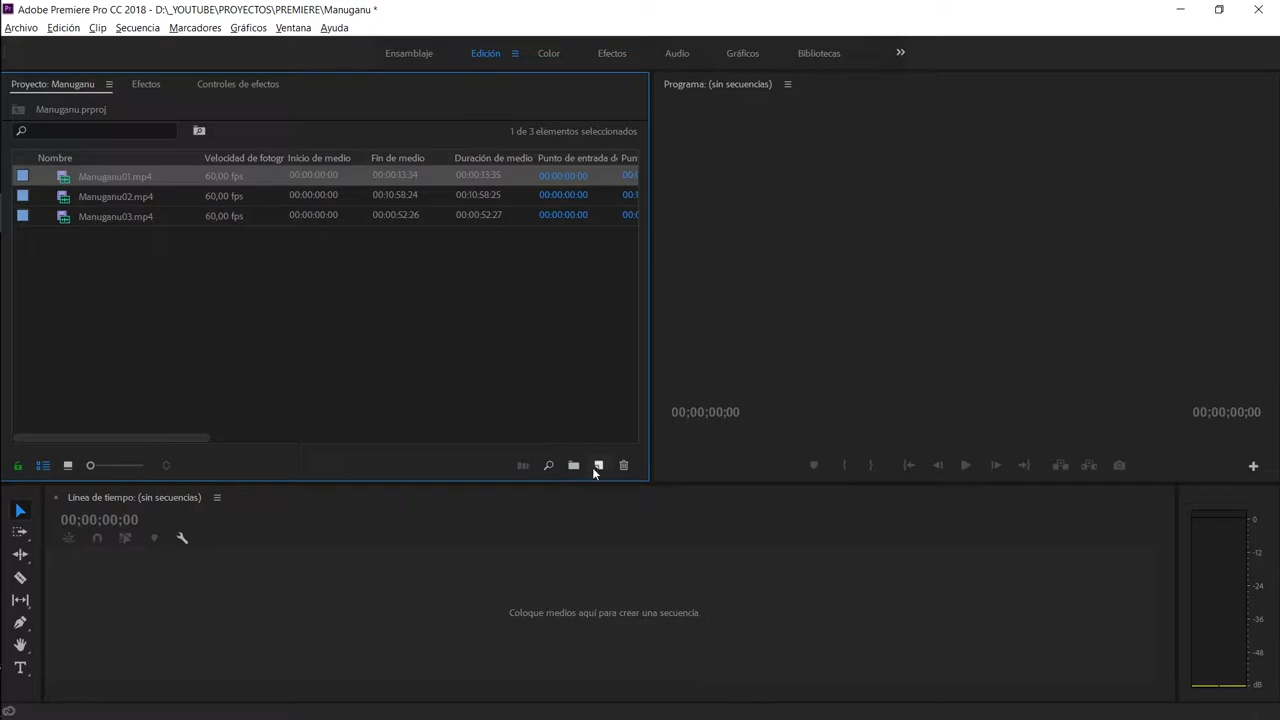 Adobe Premiere Pro CC 2018 - D:\_YOUTUBE\PROYECTOS\PREMIERE\Manuganu *
Archivo Edición Clip Secuencia Marcadores Gráficos Ventana Ayuda
Ensamblaje Edición Color Efectos Audio Gráficos Bibliotecas
Proyecto: Manuganu Efectos Controles de efectos
Programa: (sin secuencias)
Manuganu.prproj
1 de 3 elementos seleccionados
Nombre Velocidad de fotogr Inicio de medio Fin de medio Duración de medio Punto de entrada d Pun
Manuganu01.mp4 60,00 fps 00:00:00:00 00:00:13:34 00:00:13:35 00:00:00:00 00:0
Manuganu02.mp4 60,00 fps 00:00:00:00 00:10:58:24 00:10:58:25 00:00:00:00 00:1
Manuganu03.mp4 60,00 fps 00:00:00:00 00:00:52:26 00:00:52:27 00:00:00:00 00:0
00;00;00;00 00;00;00;00
Línea de tiempo: (sin secuencias)
00;00;00;00
Coloque medios aquí para crear una secuencia.
0
-12
-24
-36
-48
dB